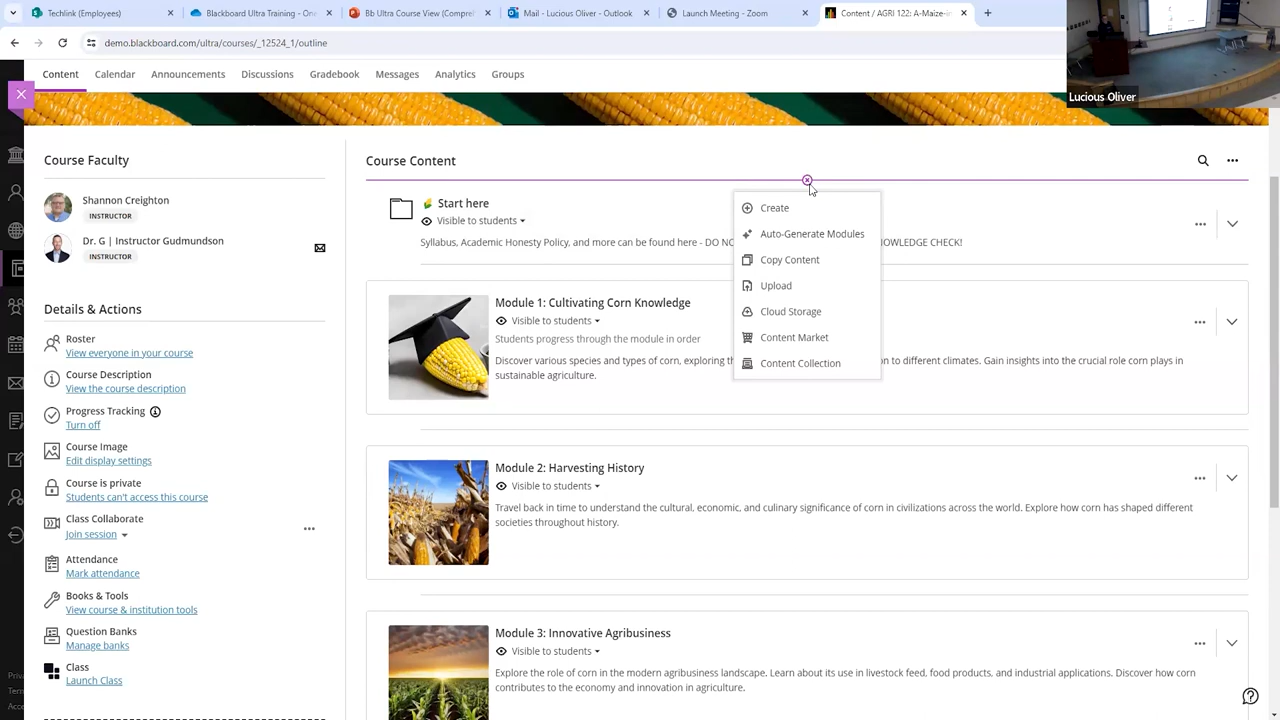 Techlink (Employees) -
Blackboard Ultra Training - On
Bb Ultra Course View (Compreh
Mail - Lucious Oliver - Outlook
Launch Meeting - Zoom
Content / AGRI 122: A-Maize-in
demo.blackboard.com/ultra/courses/_12524_1/outline
Lucious Oliver
Content
Calendar
Announcements
Discussions
Gradebook
Messages
Analytics
Groups
Course Faculty
Shannon Creighton
INSTRUCTOR
Dr. G | Instructor Gudmundson
INSTRUCTOR
Details & Actions
Roster
View everyone in your course
Course Description
View the course description
Progress Tracking
Turn off
Course Image
Edit display settings
Course is private
Students can't access this course
Class Collaborate
Join session
Attendance
Mark attendance
Books & Tools
View course & institution tools
Question Banks
Manage banks
Class
Launch Class
Priva
Term
Course Content
Start here
Visible to students
Syllabus, Academic Honesty Policy, and more can be found here - DO NO
OWLEDGE CHECK!
Create
Auto-Generate Modules
Copy Content
Upload
Cloud Storage
Content Market
Content Collection
Module 1: Cultivating Corn Knowledge
Visible to students
Students progress through the module in order
Discover various species and types of corn, exploring th
on to different climates. Gain insights into the crucial role corn plays in
sustainable agriculture.
Module 2: Harvesting History
Visible to students
Travel back in time to understand the cultural, economic, and culinary significance of corn in civilizations across the world. Explore how corn has shaped different
societies throughout history.
Module 3: Innovative Agribusiness
Visible to students
Explore the role of corn in the modern agribusiness landscape. Learn about its use in livestock feed, food products, and industrial applications. Discover how corn
contributes to the economy and innovation in agriculture.